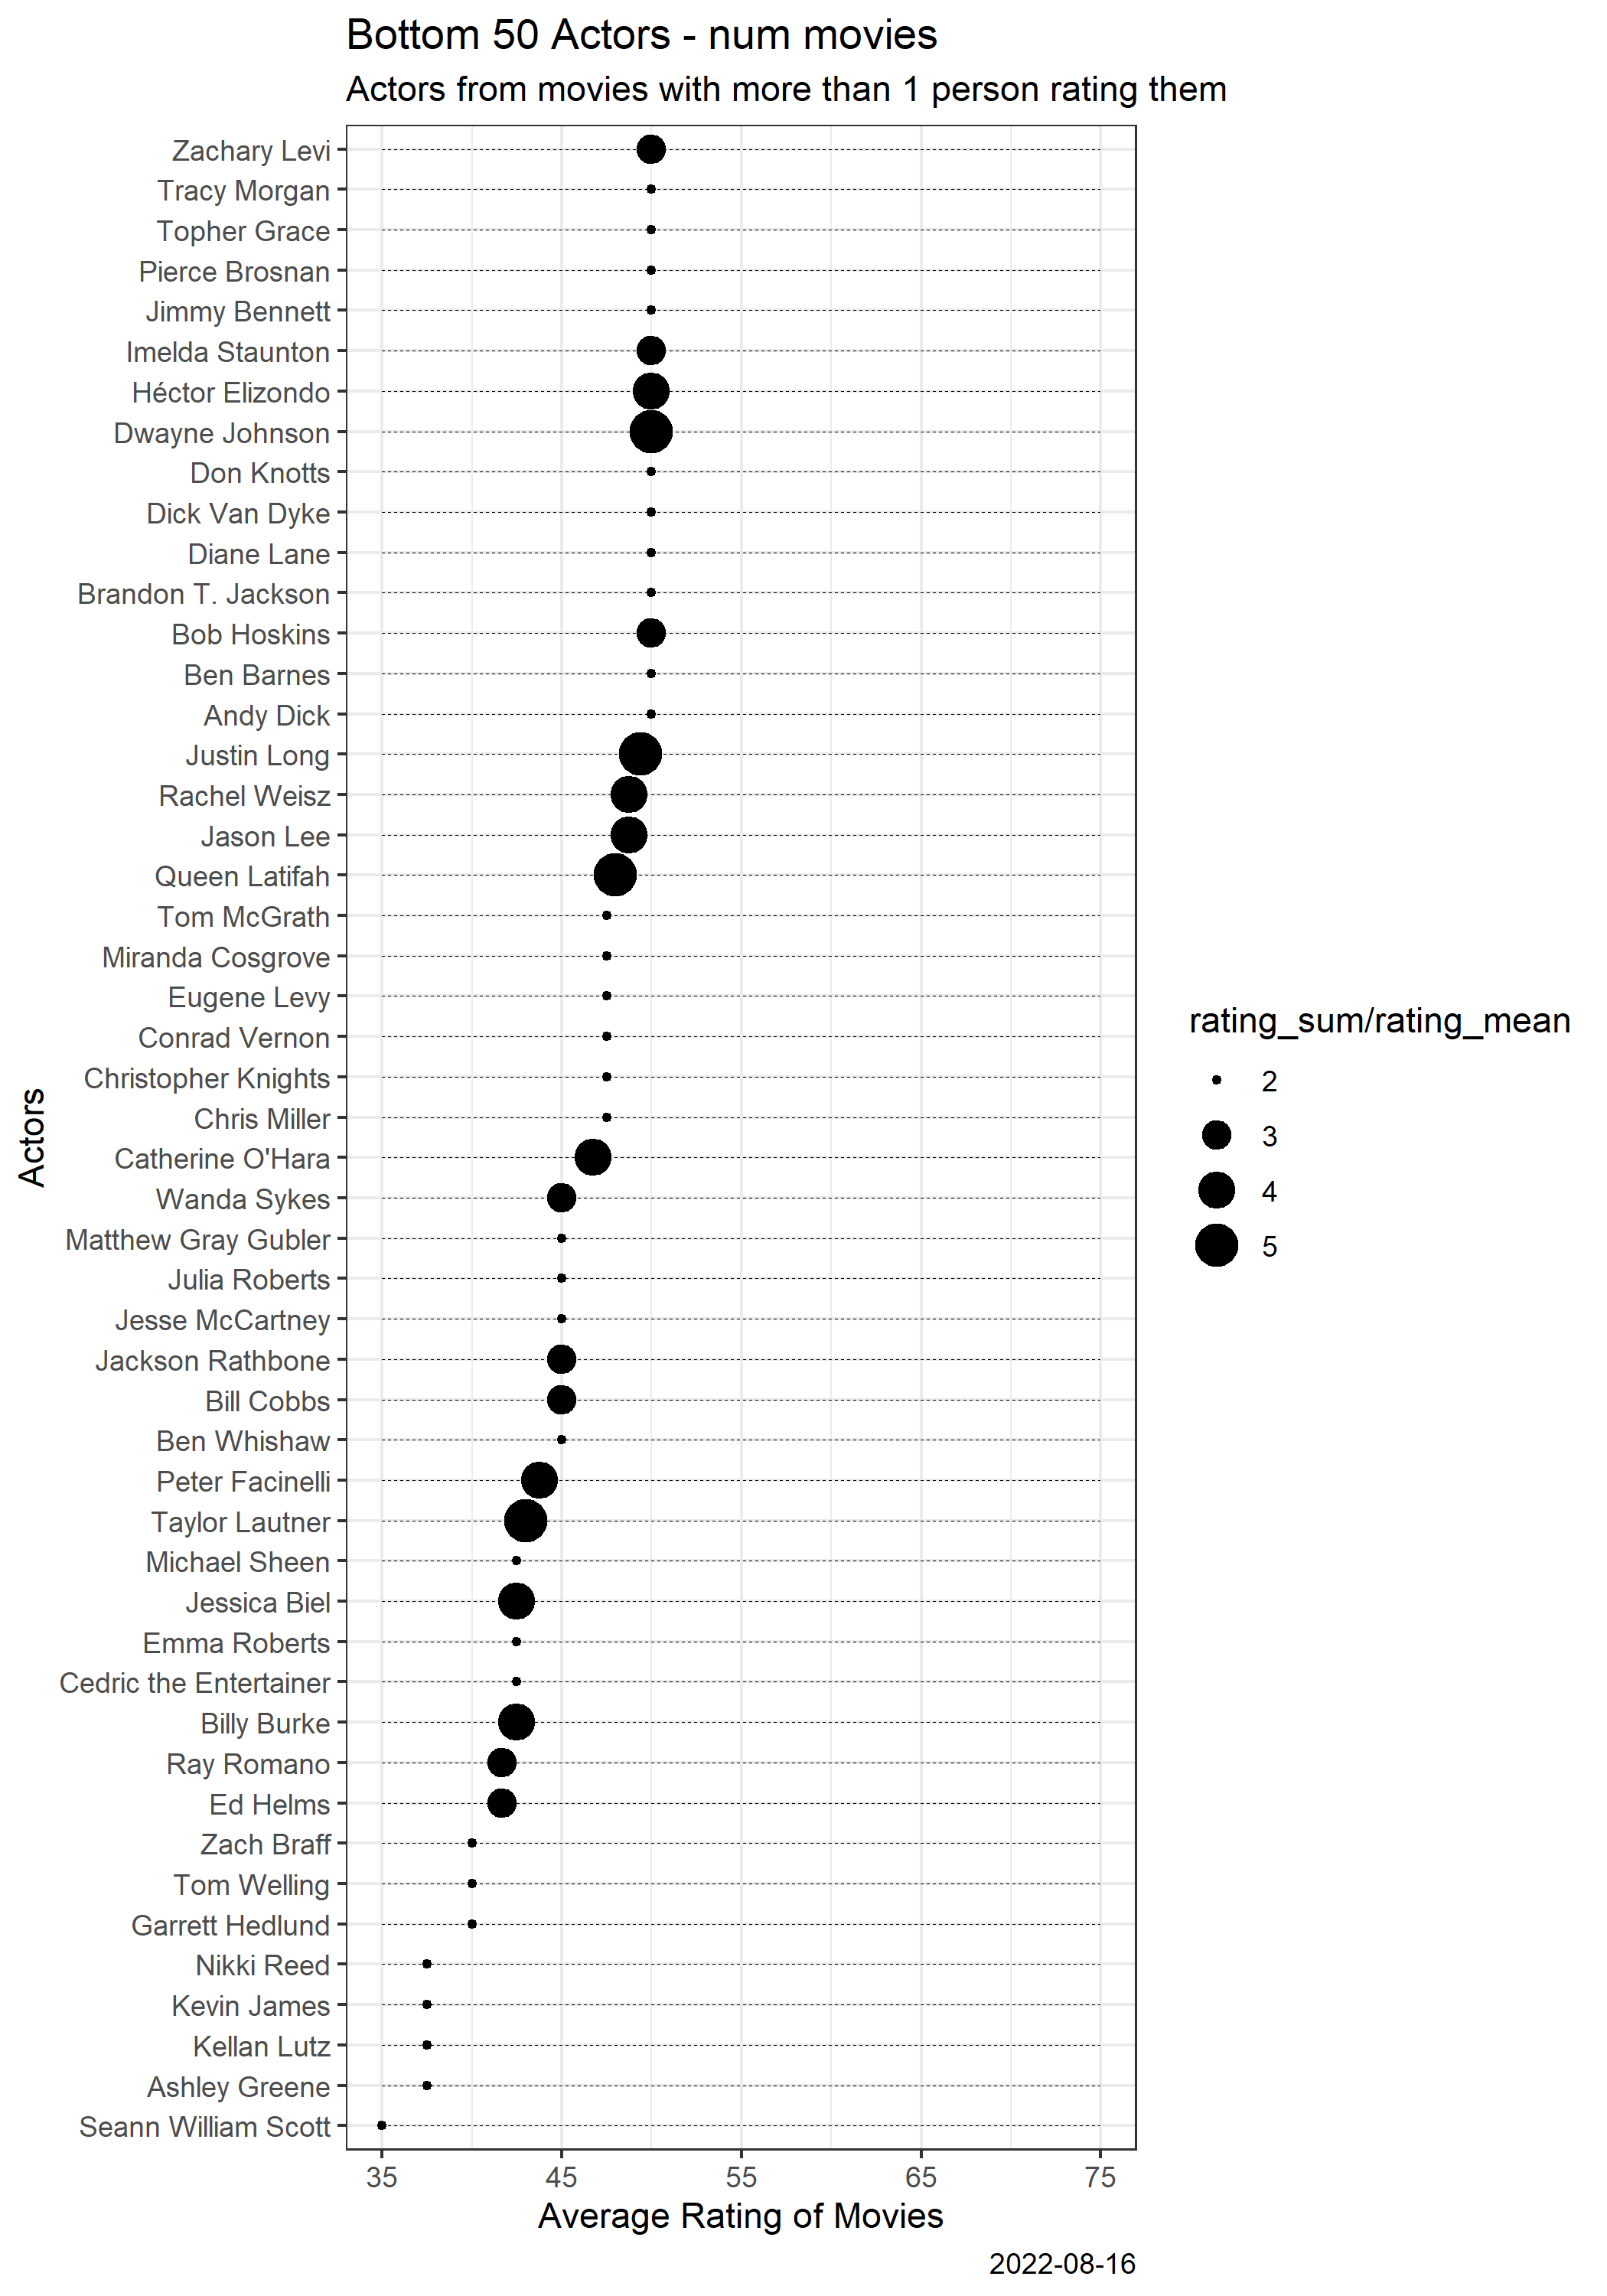 Bottom 50 Actors - num movies
Actors from movies with more than 1 person rating them
Zachary Levi
Tracy Morgan
Topher Grace
Pierce Brosnan
Jimmy Bennett
Imelda Staunton
Héctor Elizondo
Dwayne Johnson
Don Knotts
Dick Van Dyke
Diane Lane
Brandon T. Jackson
Bob Hoskins
Ben Barnes
Andy Dick
Justin Long
Rachel Weisz
Jason Lee
Queen Latifah
Tom McGrath
Miranda Cosgrove
Eugene Levy
Conrad Vernon
Christopher Knights
Chris Miller
Catherine O'Hara
Wanda Sykes
Matthew Gray Gubler
Julia Roberts
Jesse McCartney
Jackson Rathbone
Bill Cobbs
Ben Whishaw
Peter Facinelli
Taylor Lautner
Michael Sheen
Jessica Biel
Emma Roberts
Cedric the Entertainer
Billy Burke
Ray Romano
Ed Helms
Zach Braff
Tom Welling
Garrett Hedlund
Nikki Reed
Kevin James
Kellan Lutz
Ashley Greene
Seann William Scott
Actors
35 45 55 65 75
Average Rating of Movies
rating_sum/rating_mean
2
3
4
5
2022-08-16